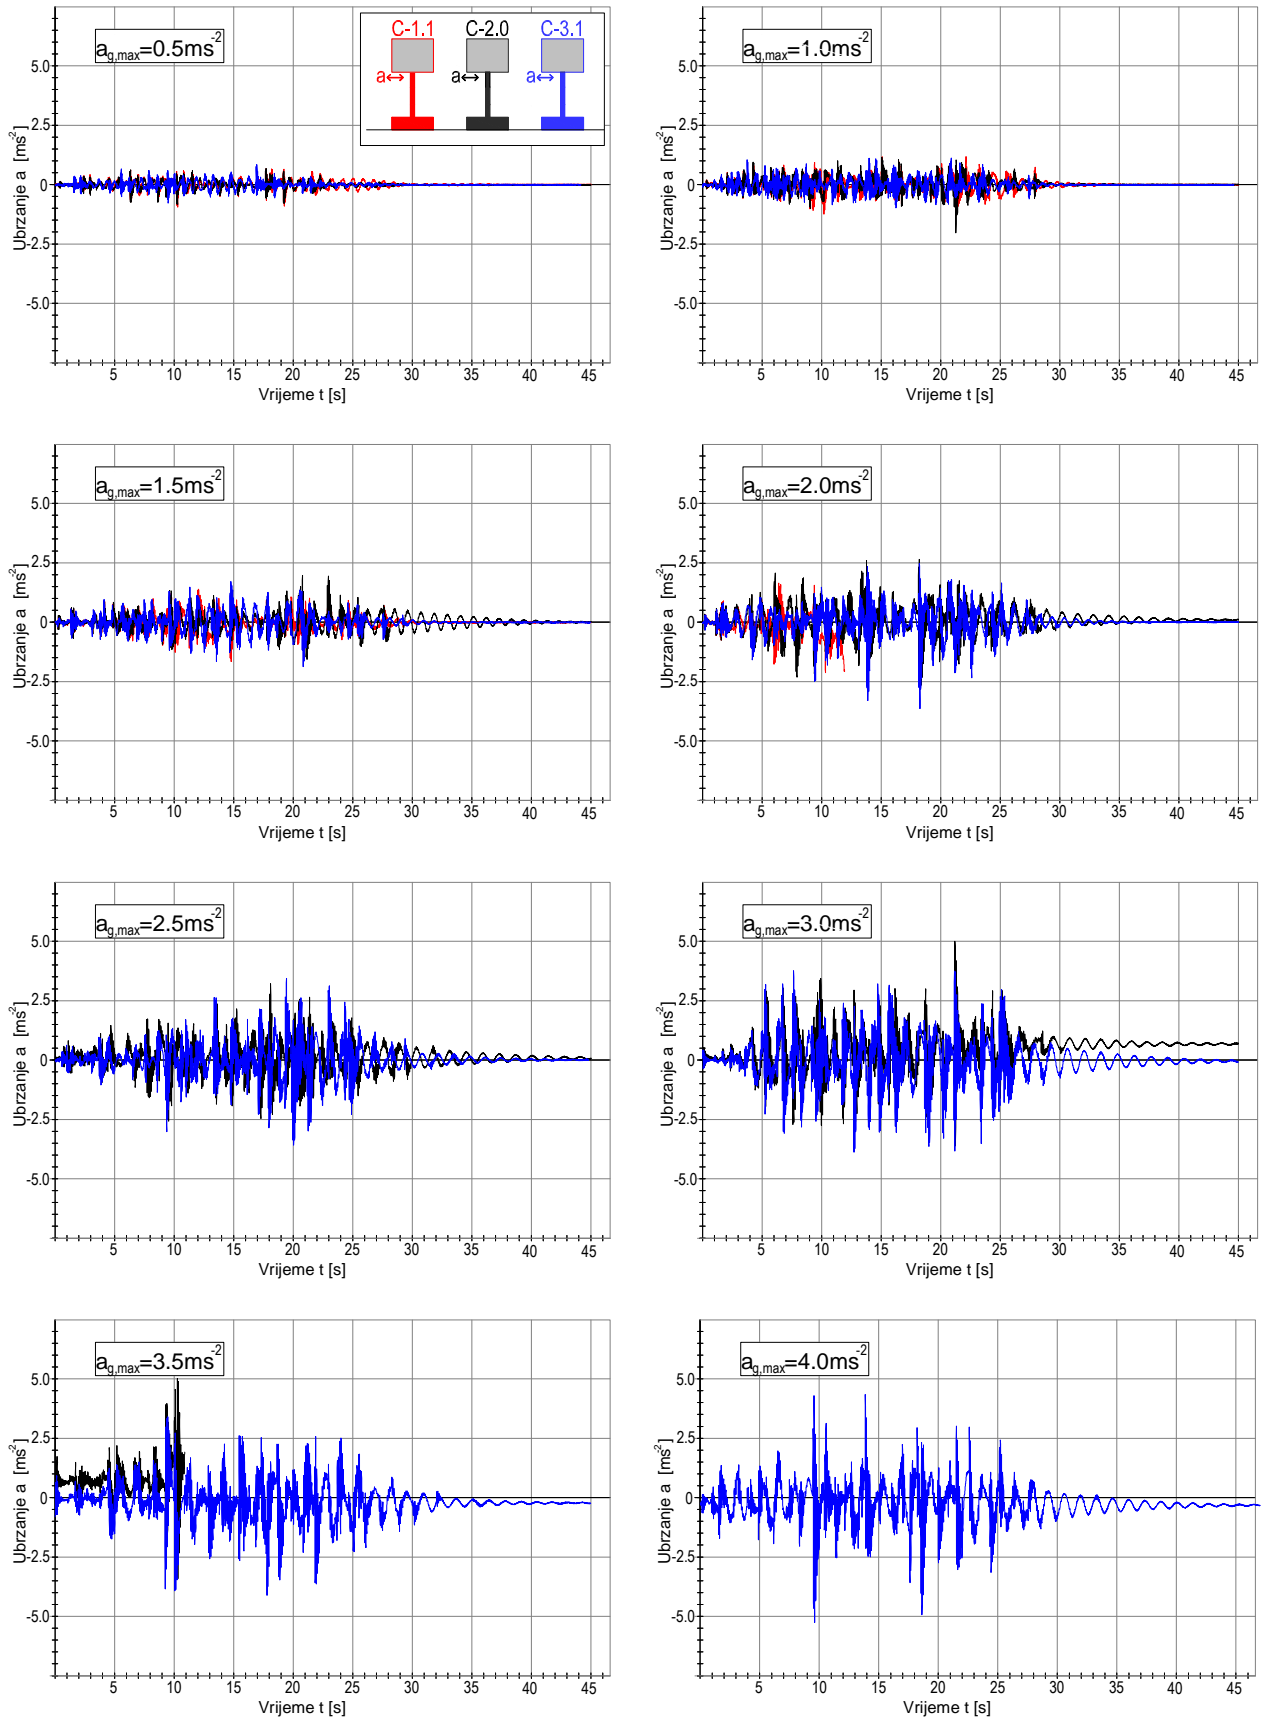 a_g,max=0.5ms^-2
C-1.1 C-2.0 C-3.1
a↔ a↔ a↔
Ubrzanje a [ms^-2]
5.0
2.5
0
-2.5
-5.0
5 10 15 20 25 30 35 40 45
Vrijeme t [s]
a_g,max=1.0ms^-2
Ubrzanje a [ms^-2]
5.0
2.5
0
-2.5
-5.0
5 10 15 20 25 30 35 40 45
Vrijeme t [s]
a_g,max=1.5ms^-2
Ubrzanje a [ms^-2]
5.0
2.5
0
-2.5
-5.0
5 10 15 20 25 30 35 40 45
Vrijeme t [s]
a_g,max=2.0ms^-2
Ubrzanje a [ms^-2]
5.0
2.5
0
-2.5
-5.0
5 10 15 20 25 30 35 40 45
Vrijeme t [s]
a_g,max=2.5ms^-2
Ubrzanje a [ms^-2]
5.0
2.5
0
-2.5
-5.0
5 10 15 20 25 30 35 40 45
Vrijeme t [s]
a_g,max=3.0ms^-2
Ubrzanje a [ms^-2]
5.0
2.5
0
-2.5
-5.0
5 10 15 20 25 30 35 40 45
Vrijeme t [s]
a_g,max=3.5ms^-2
Ubrzanje a [ms^-2]
5.0
2.5
0
-2.5
-5.0
5 10 15 20 25 30 35 40 45
Vrijeme t [s]
a_g,max=4.0ms^-2
Ubrzanje a [ms^-2]
5.0
2.5
0
-2.5
-5.0
5 10 15 20 25 30 35 40 45
Vrijeme t [s]